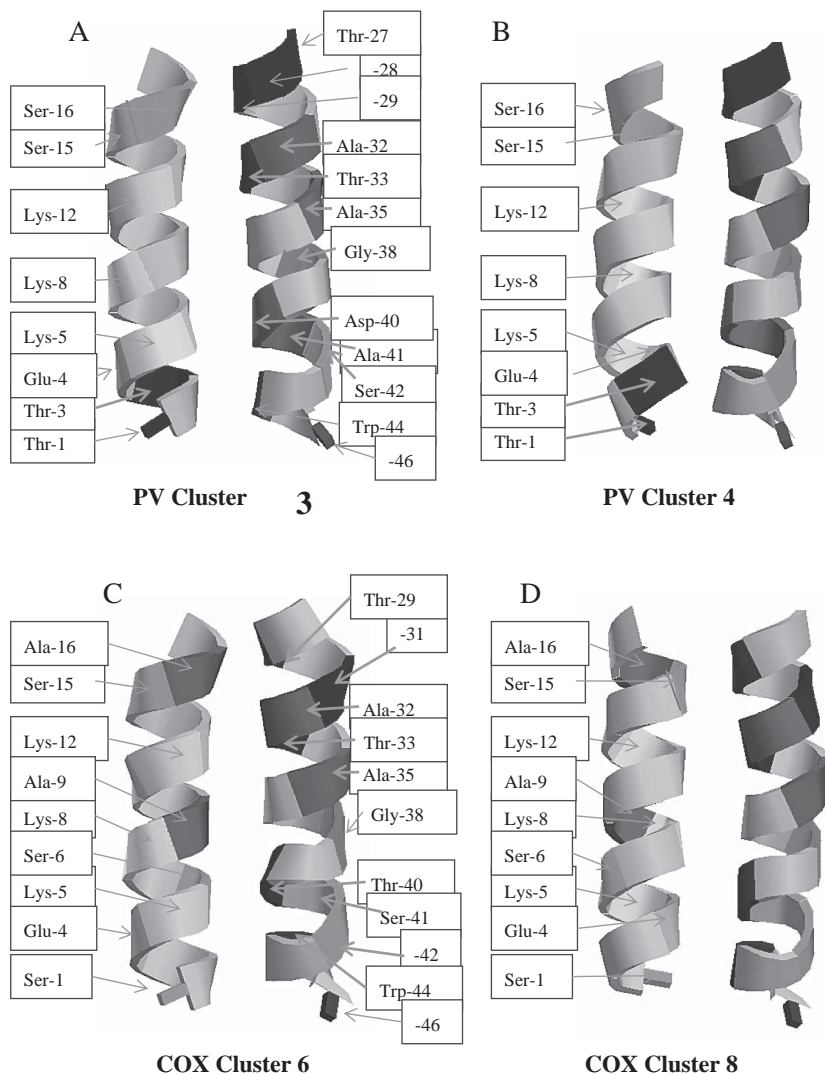 A
Ser-16
Ser-15
Lys-12
Lys-8
Lys-5
Glu-4
Thr-3
Thr-1
Thr-27
-28
-29
Ala-32
Thr-33
Ala-35
Gly-38
Asp-40
Ala-41
Ser-42
Trp-44
-46
PV Cluster 3
B
Ser-16
Ser-15
Lys-12
Lys-8
Lys-5
Glu-4
Thr-3
Thr-1
PV Cluster 4
C
Ala-16
Ser-15
Lys-12
Ala-9
Lys-8
Ser-6
Lys-5
Glu-4
Ser-1
Thr-29
-31
Ala-32
Thr-33
Ala-35
Gly-38
Thr-40
Ser-41
-42
Trp-44
-46
COX Cluster 6
D
Ala-16
Ser-15
Lys-12
Ala-9
Lys-8
Ser-6
Lys-5
Glu-4
Ser-1
COX Cluster 8